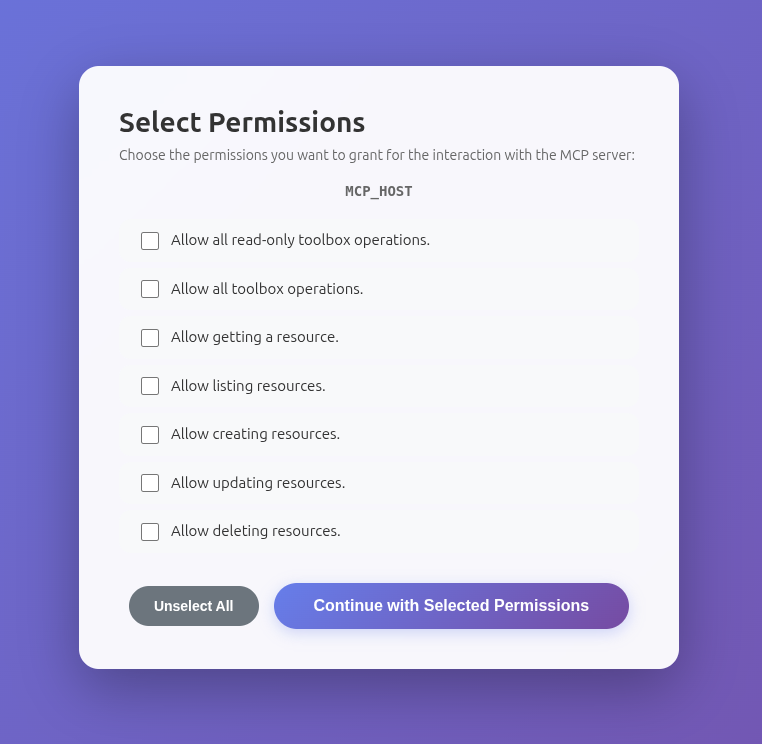 Select Permissions
Choose the permissions you want to grant for the interaction with the MCP server:
MCP_HOST
Allow all read-only toolbox operations.
Allow all toolbox operations.
Allow getting a resource.
Allow listing resources.
Allow creating resources.
Allow updating resources.
Allow deleting resources.
Unselect All
Continue with Selected Permissions